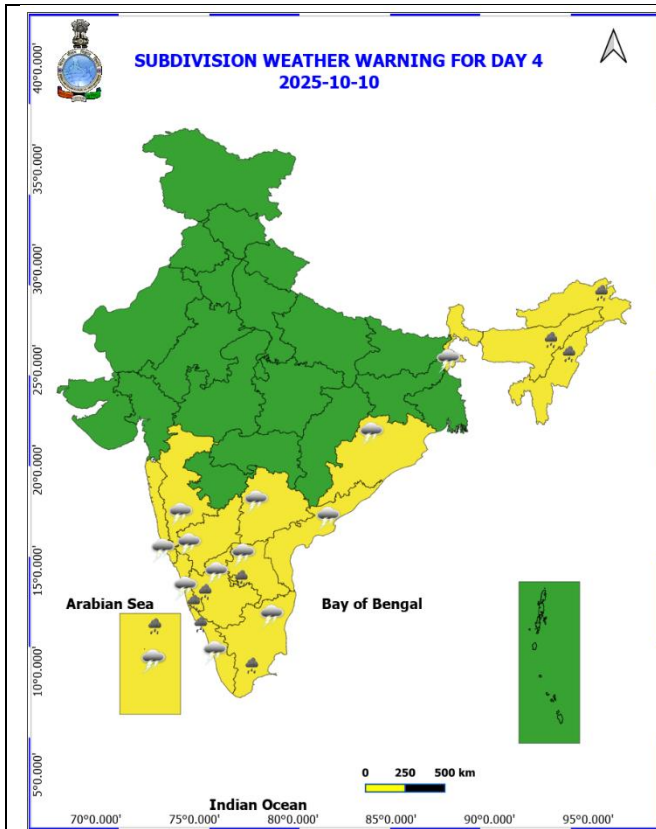 SUBDIVISION WEATHER WARNING FOR DAY 4
2025-10-10
40°0.000'
35°0.000'
30°0.000'
25°0.000'
20°0.000'
15°0.000'
10°0.000'
5°0.000'
Arabian Sea
Bay of Bengal
0 250 500 km
Indian Ocean
70°0.000' 75°0.000' 80°0.000' 85°0.000' 90°0.000' 95°0.000'